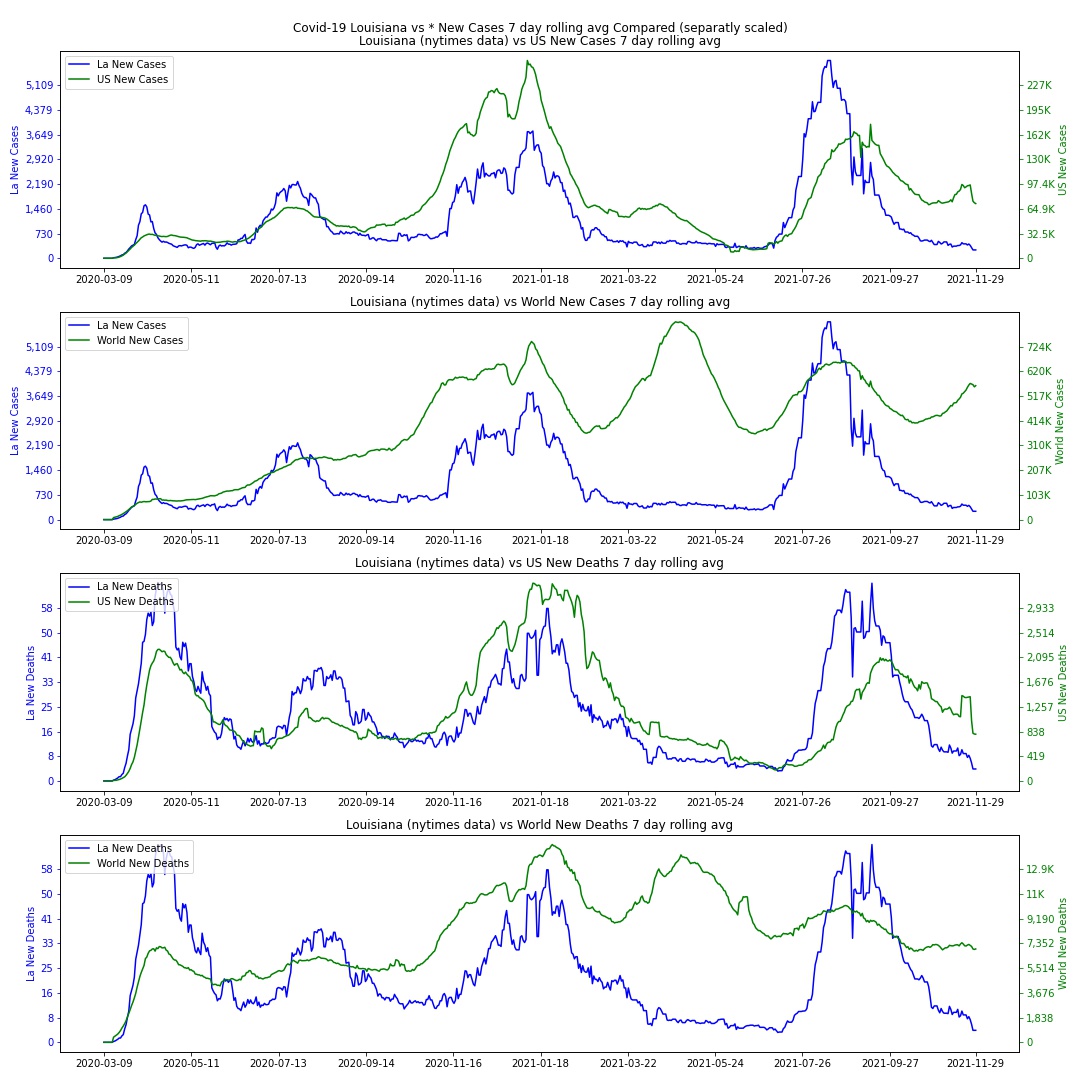 Covid-19 Louisiana vs * New Cases 7 day rolling avg Compared (separatly scaled)
Louisiana (nytimes data) vs US New Cases 7 day rolling avg
La New Cases
US New Cases
5,109
4,379
3,649
2,920
2,190
1,460
730
0
La New Cases
227K
195K
162K
130K
97.4K
64.9K
32.5K
0
US New Cases
2020-03-09 2020-05-11 2020-07-13 2020-09-14 2020-11-16 2021-01-18 2021-03-22 2021-05-24 2021-07-26 2021-09-27 2021-11-29
Louisiana (nytimes data) vs World New Cases 7 day rolling avg
La New Cases
World New Cases
5,109
4,379
3,649
2,920
2,190
1,460
730
0
La New Cases
724K
620K
517K
414K
310K
207K
103K
0
World New Cases
2020-03-09 2020-05-11 2020-07-13 2020-09-14 2020-11-16 2021-01-18 2021-03-22 2021-05-24 2021-07-26 2021-09-27 2021-11-29
Louisiana (nytimes data) vs US New Deaths 7 day rolling avg
La New Deaths
US New Deaths
58
50
41
33
25
16
8
0
La New Deaths
2,933
2,514
2,095
1,676
1,257
838
419
0
US New Deaths
2020-03-09 2020-05-11 2020-07-13 2020-09-14 2020-11-16 2021-01-18 2021-03-22 2021-05-24 2021-07-26 2021-09-27 2021-11-29
Louisiana (nytimes data) vs World New Deaths 7 day rolling avg
La New Deaths
World New Deaths
58
50
41
33
25
16
8
0
La New Deaths
12.9K
11K
9,190
7,352
5,514
3,676
1,838
0
World New Deaths
2020-03-09 2020-05-11 2020-07-13 2020-09-14 2020-11-16 2021-01-18 2021-03-22 2021-05-24 2021-07-26 2021-09-27 2021-11-29